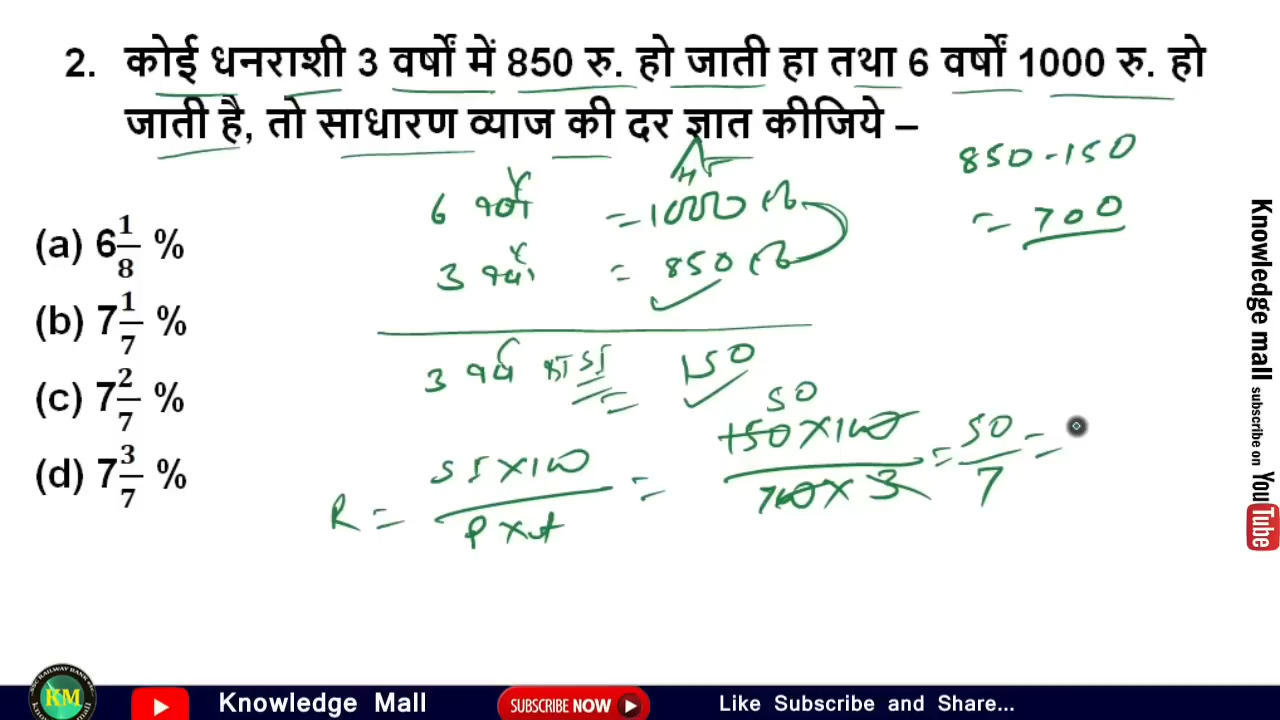 2. कोई धनराशी 3 वर्षों में 850 रु. हो जाती हा तथा 6 वर्षों 1000 रु. हो
जाती है, तो साधारण व्याज की दर ज्ञात कीजिये –
850 - 150
= 700
6 वर्षो = 1000 रु
3 वर्षो = 850 रु
3 वर्ष का SI = 150
(a) 6 1/8 %
(b) 7 1/7 %
(c) 7 2/7 %
(d) 7 3/7 %
50
R = SI×100 / P×t = 150×100 / 700×3 = 50/7 =
Knowledge mall
subscribe on YouTube
SSC RAILWAY BANK
KM
Knowledge Mall
SUBSCRIBE NOW
Like Subscribe and Share...